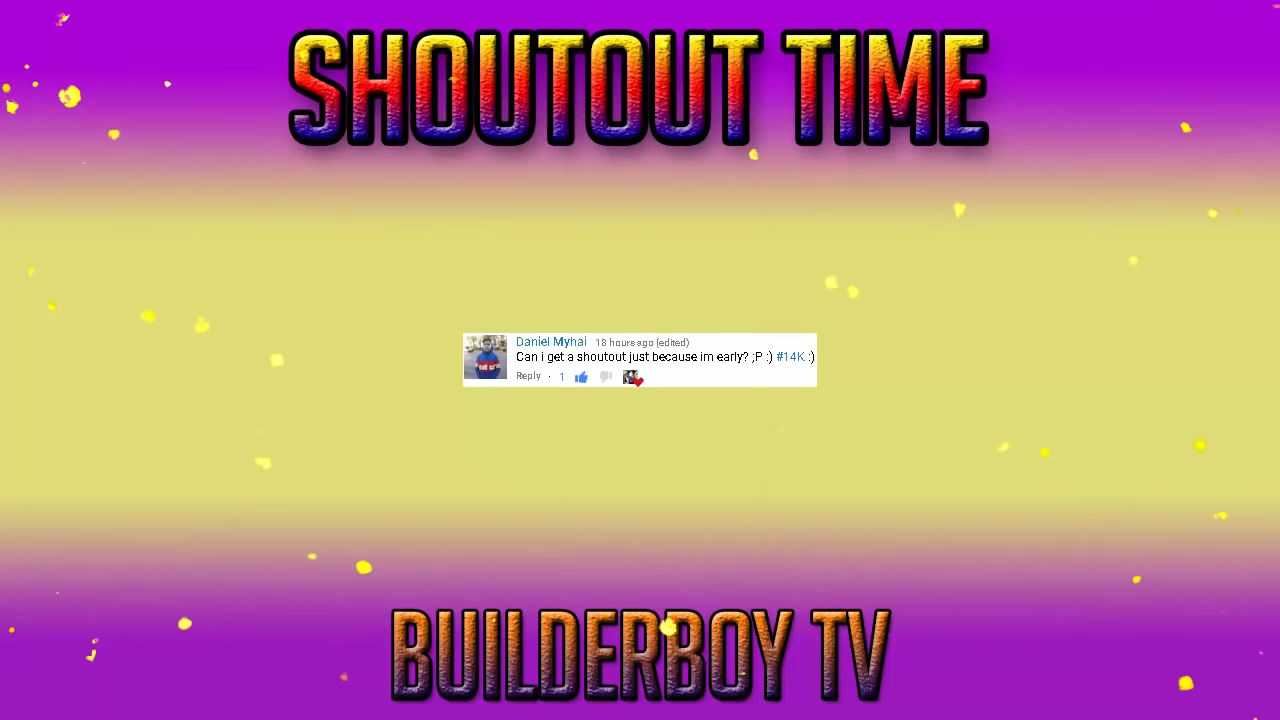 SHOUTOUT TIME
Daniel Myhai 18 hours ago (edited)
Can i get a shoutout just because im early? ;P :) #14K :)
Reply · 1
BUILDERBOY TV